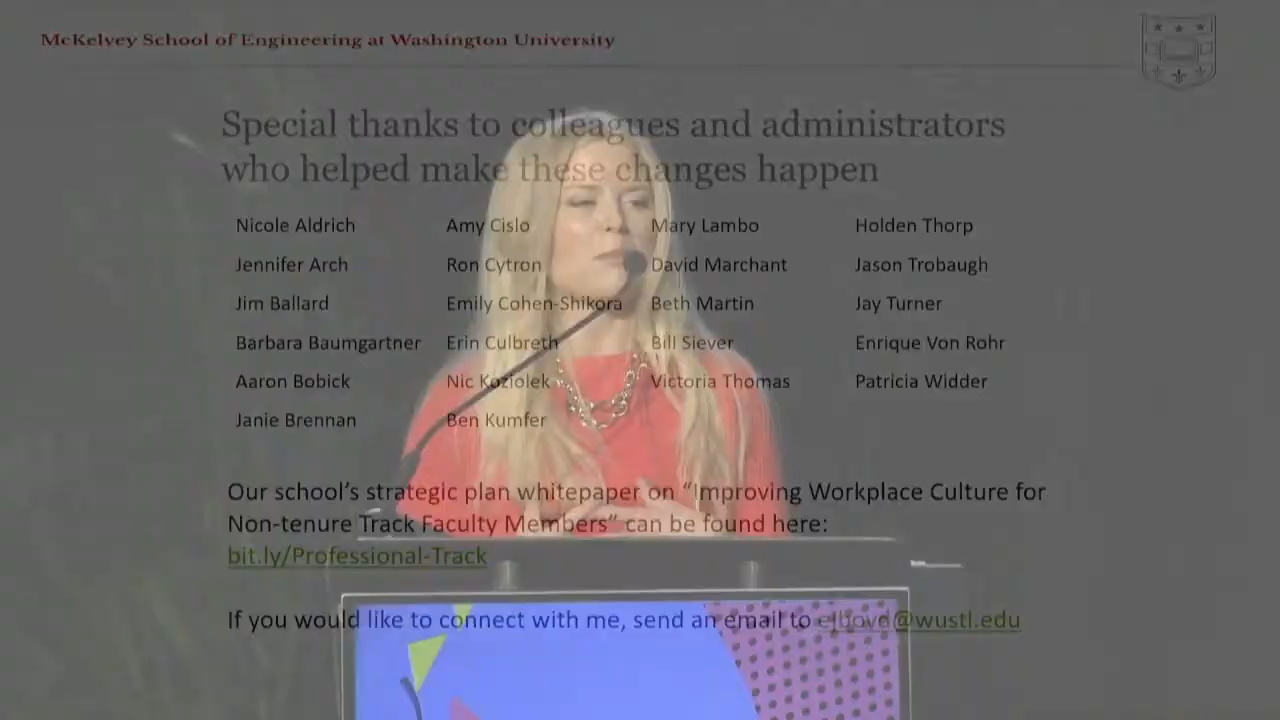 McKelvey School of Engineering at Washington University
Special thanks to colleagues and administrators
who helped make these changes happen
Nicole Aldrich Amy Cislo Mary Lambo Holden Thorp
Jennifer Arch Ron Cytron David Marchant Jason Trobaugh
Jim Ballard Emily Cohen-Shikora Beth Martin Jay Turner
Barbara Baumgartner Erin Culbreth Bill Siever Enrique Von Rohr
Aaron Bobick Nic Koziolek Victoria Thomas Patricia Widder
Janie Brennan Ben Kumfer
Our school’s strategic plan whitepaper on “Improving Workplace Culture for
Non-tenure Track Faculty Members” can be found here:
bit.ly/Professional-Track
If you would like to connect with me, send an email to ejboyd@wustl.edu